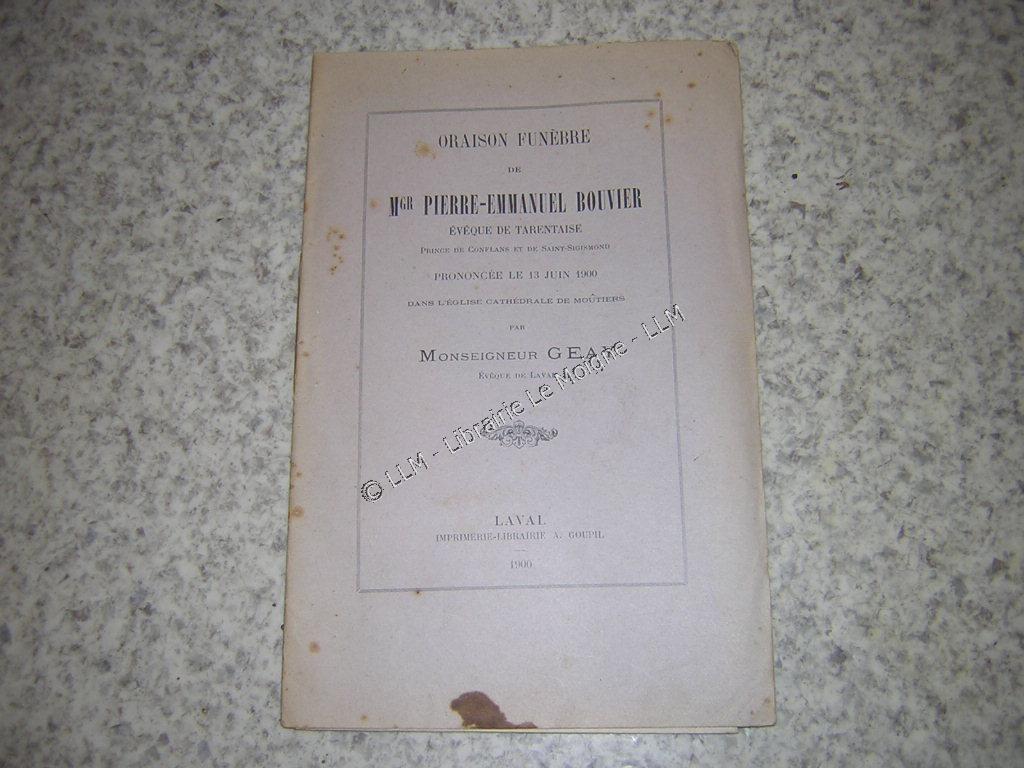 ORAISON FUNÈBRE
DE
MGR PIERRE-EMMANUEL BOUVIER
ÉVÊQUE DE TARENTAISE
PRINCE DE CONFLANS ET DE SAINT-SIGISMOND
PRONONCÉE LE 13 JUIN 1900
DANS L'ÉGLISE CATHÉDRALE DE MOÛTIERS
PAR
MONSEIGNEUR GEAY
ÉVÊQUE DE LAVAL
© LLM - Librairie Le Moigne - LLM
LAVAL
IMPRIMERIE-LIBRAIRIE A. GOUPIL
1900